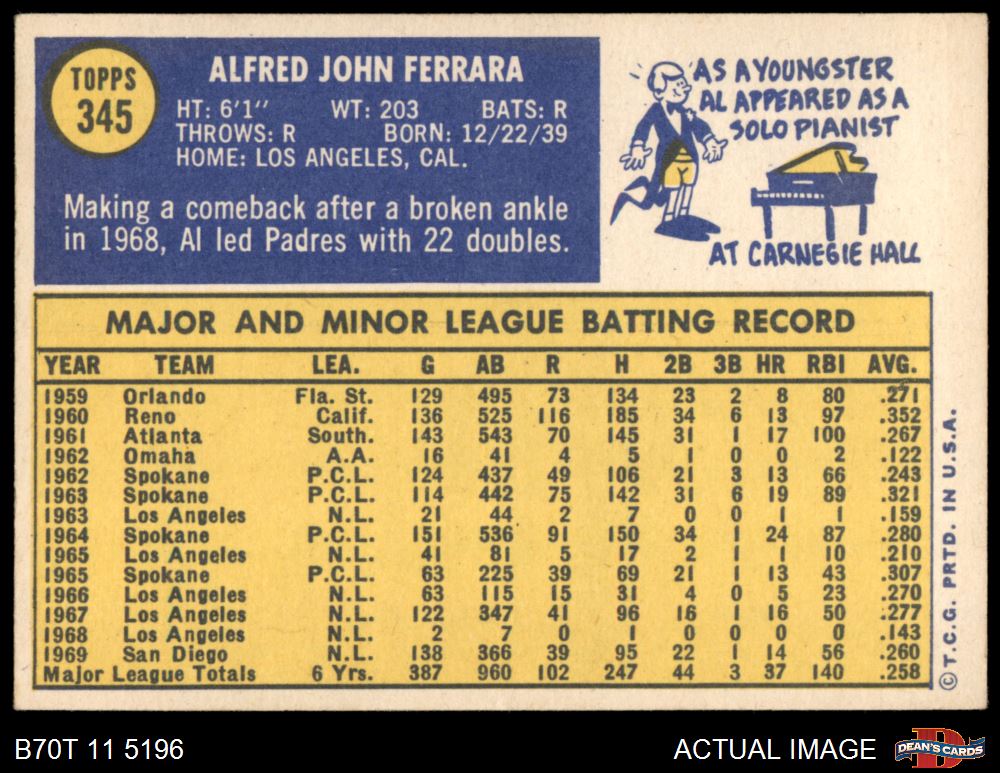 TOPPS
345
ALFRED JOHN FERRARA
HT: 6'1" WT: 203 BATS: R
THROWS: R BORN: 12/22/39
HOME: LOS ANGELES, CAL.
Making a comeback after a broken ankle
in 1968, Al led Padres with 22 doubles.
AS A YOUNGSTER
AL APPEARED AS A
SOLO PIANIST
AT CARNEGIE HALL
MAJOR AND MINOR LEAGUE BATTING RECORD
YEAR TEAM LEA. G AB R H 2B 3B HR RBI AVG.
1959 Orlando Fla. St. 129 495 73 134 23 2 8 80 .271
1960 Reno Calif. 136 525 116 185 34 6 13 97 .352
1961 Atlanta South. 143 543 70 145 31 1 17 100 .267
1962 Omaha A.A. 16 41 4 5 1 0 0 2 .122
1962 Spokane P.C.L. 124 437 49 106 21 3 13 66 .243
1963 Spokane P.C.L. 114 442 75 142 31 6 19 89 .321
1963 Los Angeles N.L. 21 44 2 7 0 0 1 1 .159
1964 Spokane P.C.L. 151 536 91 150 34 1 24 87 .280
1965 Los Angeles N.L. 41 81 5 17 2 1 1 10 .210
1965 Spokane P.C.L. 63 225 39 69 21 1 13 43 .307
1966 Los Angeles N.L. 63 115 15 31 4 0 5 23 .270
1967 Los Angeles N.L. 122 347 41 96 16 1 16 50 .277
1968 Los Angeles N.L. 2 7 0 1 0 0 0 0 .143
1969 San Diego N.L. 138 366 39 95 22 1 14 56 .260
Major League Totals 6 Yrs. 387 960 102 247 44 3 37 140 .258
©T.C.G. PRTD. IN U.S.A.
B70T 11 5196
ACTUAL IMAGE
DEAN'S CARDS